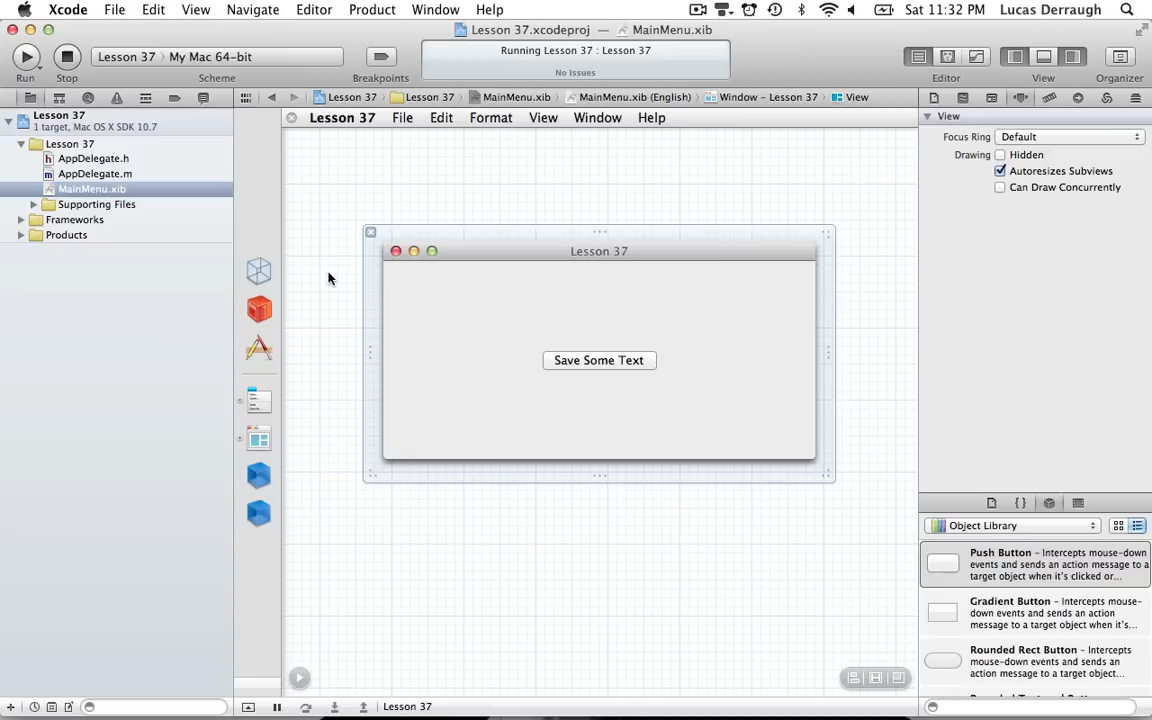 Xcode File Edit View Navigate Editor Product Window Help Sat 11:32 PM Lucas Derraugh
Lesson 37.xcodeproj — MainMenu.xib
Lesson 37 〉 My Mac 64-bit
Running Lesson 37 : Lesson 37
No Issues
Run Stop Scheme Breakpoints Editor View Organizer
Lesson 37 Lesson 37 MainMenu.xib MainMenu.xib (English) Window – Lesson 37 View
Lesson 37
1 target, Mac OS X SDK 10.7
Lesson 37
AppDelegate.h
AppDelegate.m
MainMenu.xib
Supporting Files
Frameworks
Products
Lesson 37 File Edit Format View Window Help
Lesson 37
Save Some Text
View
Focus Ring Default
Drawing Hidden
Autoresizes Subviews
Can Draw Concurrently
Object Library
Push Button – Intercepts mouse-down
events and sends an action message to a
target object when it's clicked or...
Gradient Button – Intercepts mouse-
down events and sends an action
message to a target object when it's...
Rounded Rect Button – Intercepts
mouse-down events and sends an
action message to a target object...
Lesson 37